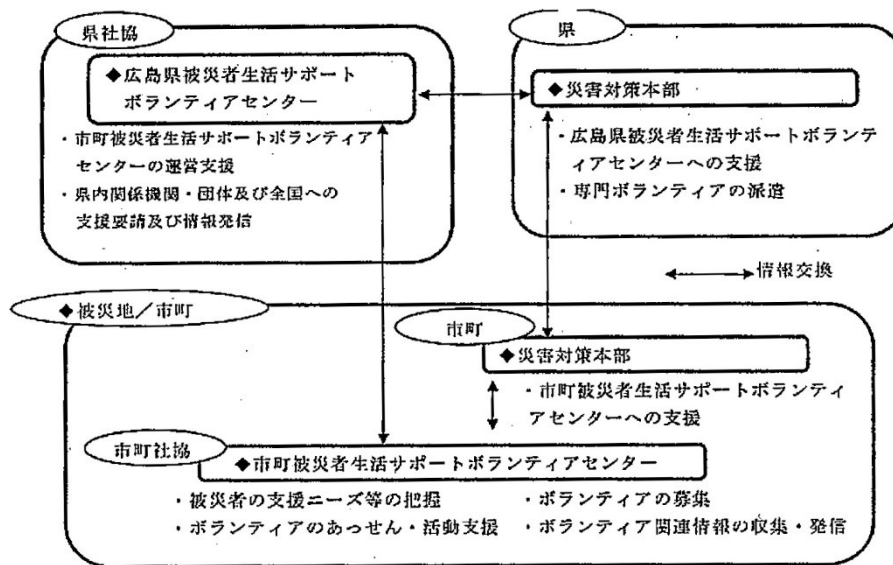 県社協
◆広島県被災者生活サポート
ボランティアセンター
・市町被災者生活サポートボランティア
センターの運営支援
・県内関係機関・団体及び全国への
支援要請及び情報発信
県
◆災害対策本部
・広島県被災者生活サポートボランテ
ィアセンターへの支援
・専門ボランティアの派遣
情報交換
◆被災地／市町
市町
◆災害対策本部
・市町被災者生活サポートボランティ
アセンターへの支援
市町社協
◆市町被災者生活サポートボランティアセンター
・被災者の支援ニーズ等の把握
・ボランティアのあっせん・活動支援
・ボランティアの募集
・ボランティア関連情報の収集・発信